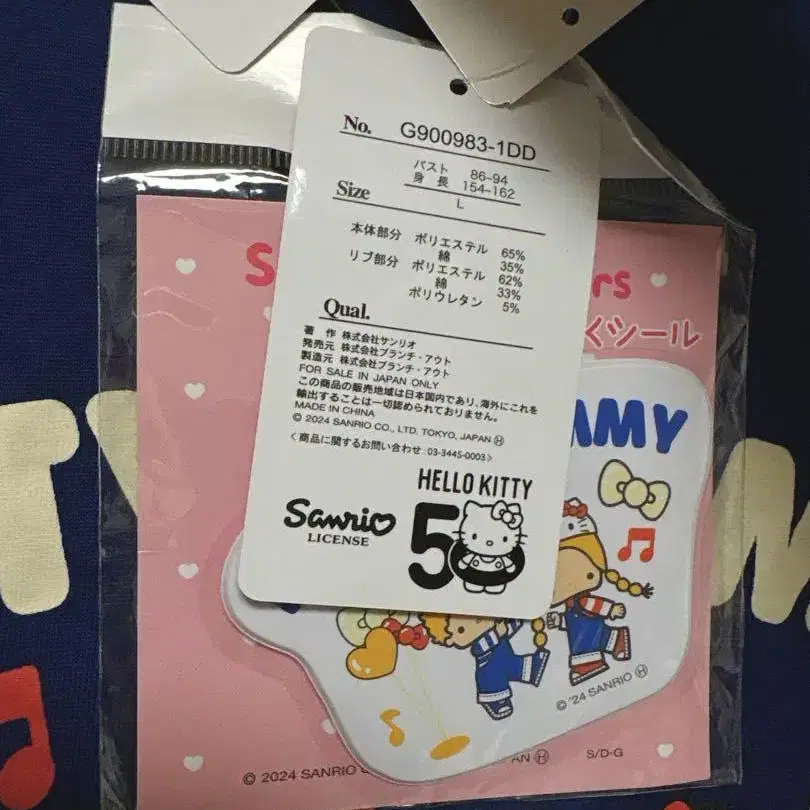 No. G900983-1DD
バスト 86-94
身長 154-162
Size L
本体部分 ポリエステル 65%
綿 35%
リブ部分 ポリエステル 62%
綿 33%
ポリウレタン 5%
Qual.
著作 株式会社サンリオ
発売元 株式会社ブランチ・アウト
製造元 株式会社ブランチ・アウト
FOR SALE IN JAPAN ONLY
この商品の販売地域は日本国内であり、海外にこれを
輸出することは一切認められておりません。
MADE IN CHINA
© 2024 SANRIO CO., LTD. TOKYO, JAPAN Ⓗ
<商品に関するお問い合わせ:03-3445-0003>
HELLO KITTY
50
Sanrio
LICENSE
シール
© '24 SANRIO Ⓗ
© 2024 SANRIO
S/D-G